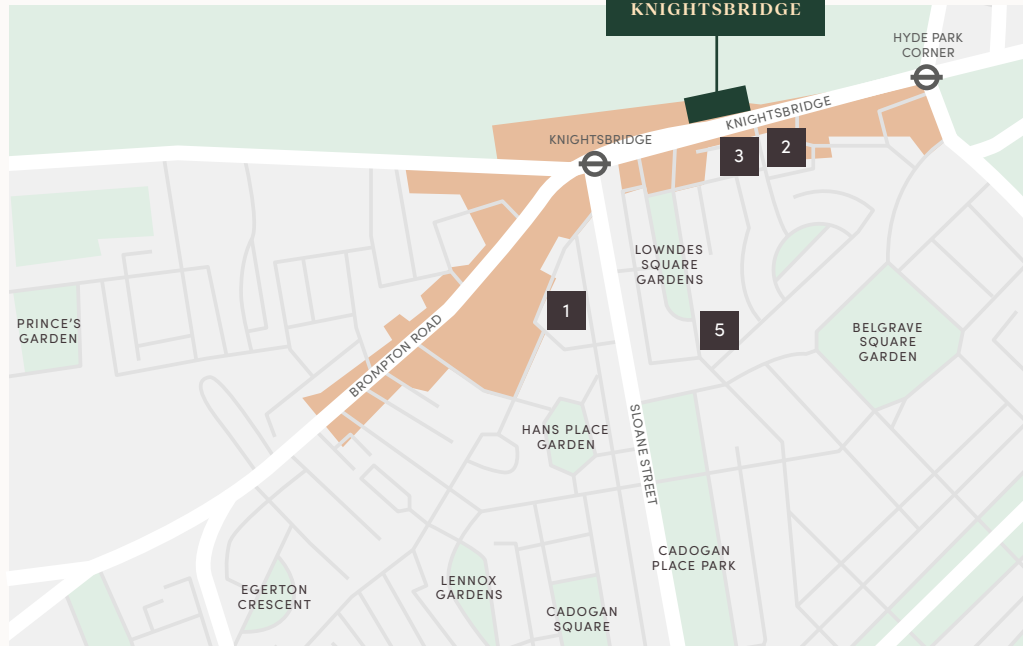 KNIGHTSBRIDGE
HYDE PARK
CORNER
KNIGHTSBRIDGE
KNIGHTSBRIDGE
3
2
LOWNDES
SQUARE
GARDENS
1
5
PRINCE'S
GARDEN
BELGRAVE
SQUARE
GARDEN
BROMPTON ROAD
HANS PLACE
GARDEN
SLOANE STREET
CADOGAN
PLACE PARK
EGERTON
CRESCENT
LENNOX
GARDENS
CADOGAN
SQUARE